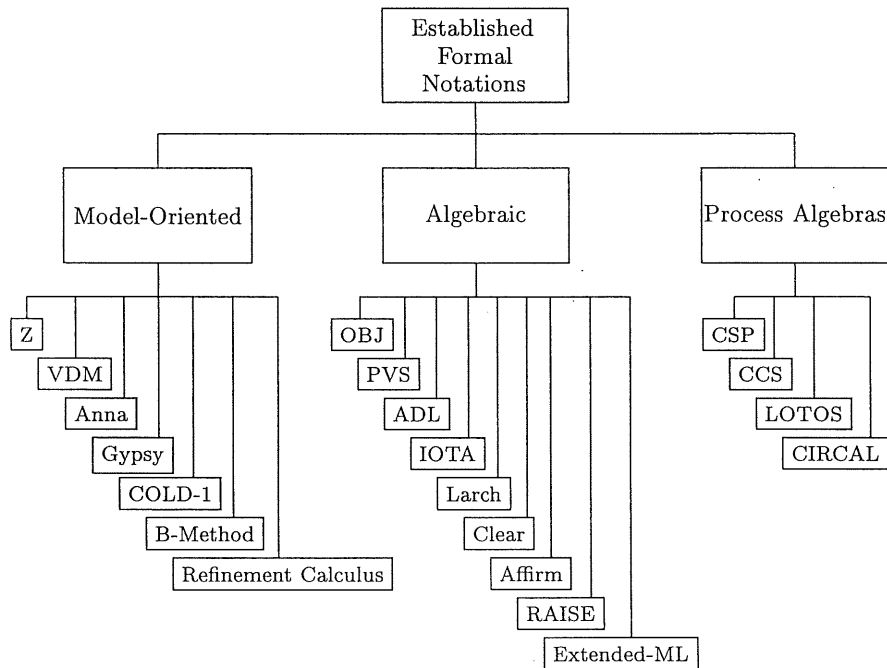 Established
Formal
Notations
Model-Oriented
Algebraic
Process Algebras
Z
VDM
Anna
Gypsy
COLD-1
B-Method
Refinement Calculus
OBJ
PVS
ADL
IOTA
Larch
Clear
Affirm
RAISE
Extended-ML
CSP
CCS
LOTOS
CIRCAL